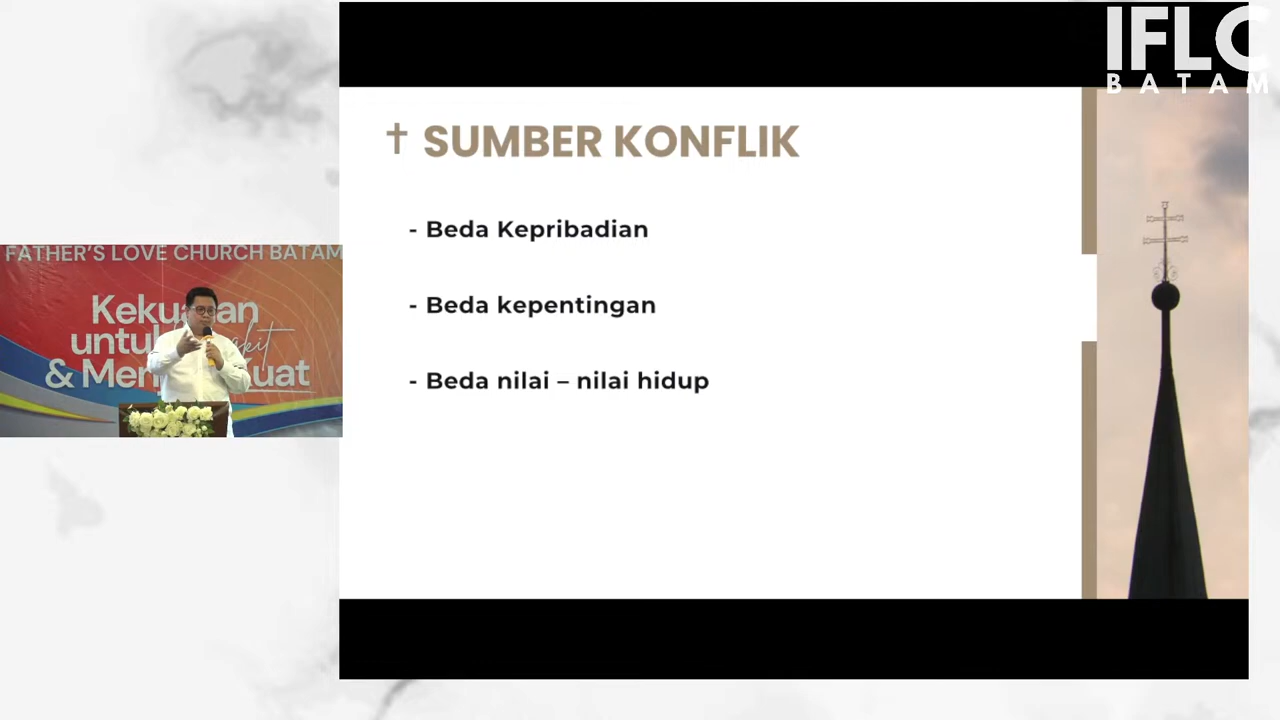 IFLC
BATAM
† SUMBER KONFLIK
- Beda Kepribadian
- Beda kepentingan
- Beda nilai – nilai hidup
FATHER'S LOVE CHURCH BATAM